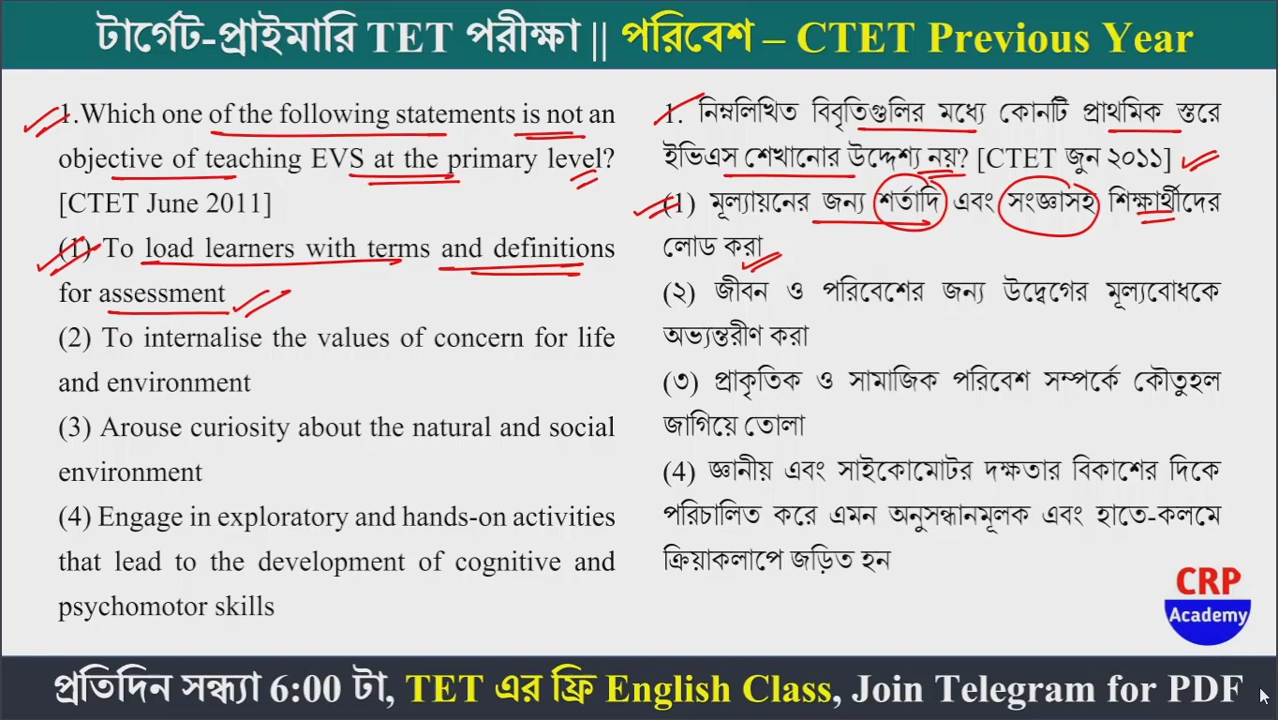 টার্গেট-প্রাইমারি TET পরীক্ষা || পরিবেশ – CTET Previous Year
1.Which one of the following statements is not an
objective of teaching EVS at the primary level?
[CTET June 2011]
(1) To load learners with terms and definitions
for assessment
(2) To internalise the values of concern for life
and environment
(3) Arouse curiosity about the natural and social
environment
(4) Engage in exploratory and hands-on activities
that lead to the development of cognitive and
psychomotor skills
1. নিম্নলিখিত বিবৃতিগুলির মধ্যে কোনটি প্রাথমিক স্তরে
ইভিএস শেখানোর উদ্দেশ্য নয়? [CTET জুন ২০১১]
(1) মূল্যায়নের জন্য শর্তাদি এবং সংজ্ঞাসহ শিক্ষার্থীদের
লোড করা
(২) জীবন ও পরিবেশের জন্য উদ্বেগের মূল্যবোধকে
অভ্যন্তরীণ করা
(৩) প্রাকৃতিক ও সামাজিক পরিবেশ সম্পর্কে কৌতুহল
জাগিয়ে তোলা
(4) জ্ঞানীয় এবং সাইকোমোটর দক্ষতার বিকাশের দিকে
পরিচালিত করে এমন অনুসন্ধানমূলক এবং হাতে-কলমে
ক্রিয়াকলাপে জড়িত হন
CRP
Academy
প্রতিদিন সন্ধ্যা 6:00 টা, TET এর ফ্রি English Class, Join Telegram for PDF